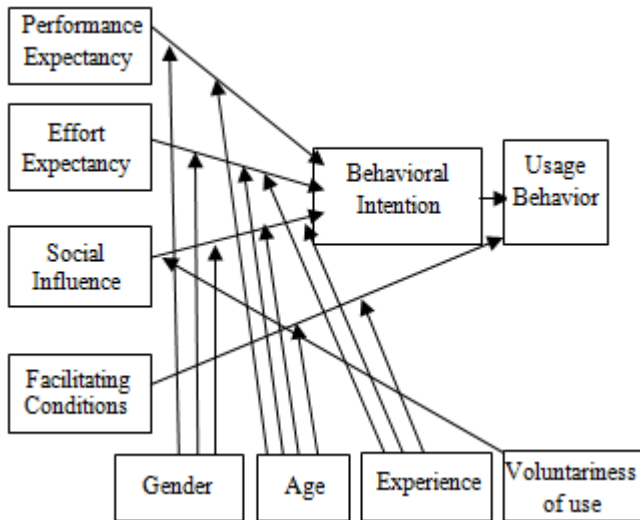 Performance
Expectancy
Effort
Expectancy
Behavioral
Intention
Usage
Behavior
Social
Influence
Facilitating
Conditions
Gender
Age
Experience
Voluntariness
of use